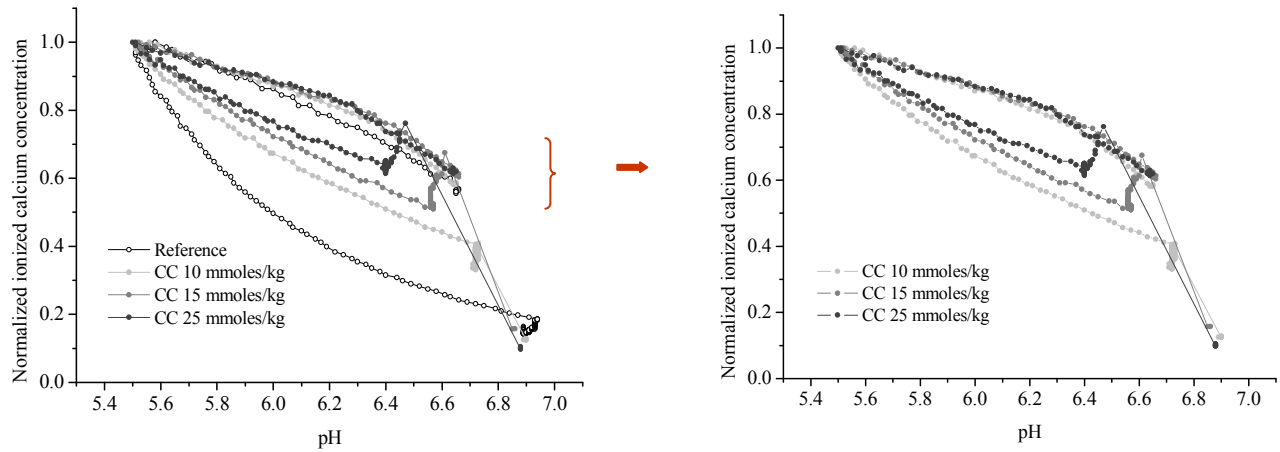 Normalized ionized calcium concentration
1.0
0.8
0.6
0.4
0.2
0.0
Reference
CC 10 mmoles/kg
CC 15 mmoles/kg
CC 25 mmoles/kg
5.4 5.6 5.8 6.0 6.2 6.4 6.6 6.8 7.0
pH
Normalized ionized calcium concentration
1.0
0.8
0.6
0.4
0.2
0.0
CC 10 mmoles/kg
CC 15 mmoles/kg
CC 25 mmoles/kg
5.4 5.6 5.8 6.0 6.2 6.4 6.6 6.8 7.0
pH